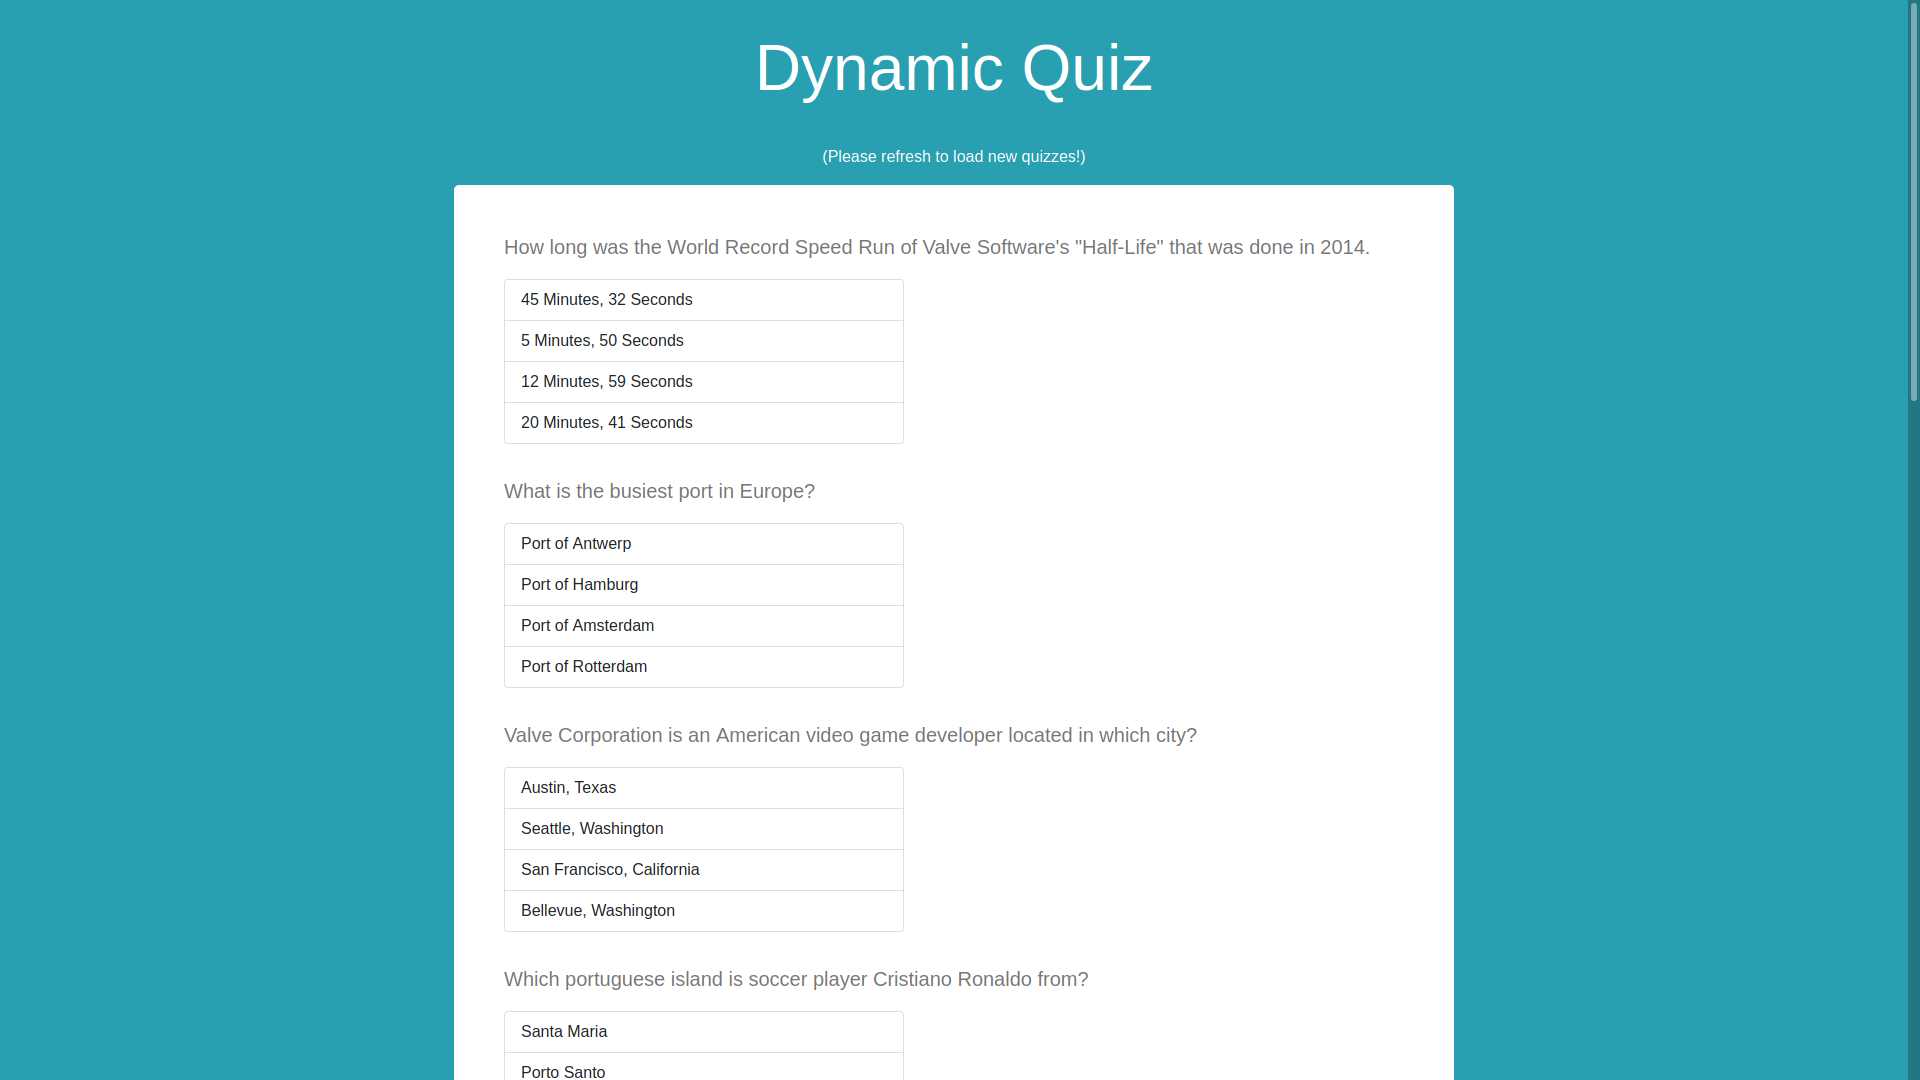 Dynamic Quiz
(Please refresh to load new quizzes!)
How long was the World Record Speed Run of Valve Software's "Half-Life" that was done in 2014.
45 Minutes, 32 Seconds
5 Minutes, 50 Seconds
12 Minutes, 59 Seconds
20 Minutes, 41 Seconds
What is the busiest port in Europe?
Port of Antwerp
Port of Hamburg
Port of Amsterdam
Port of Rotterdam
Valve Corporation is an American video game developer located in which city?
Austin, Texas
Seattle, Washington
San Francisco, California
Bellevue, Washington
Which portuguese island is soccer player Cristiano Ronaldo from?
Santa Maria
Porto Santo